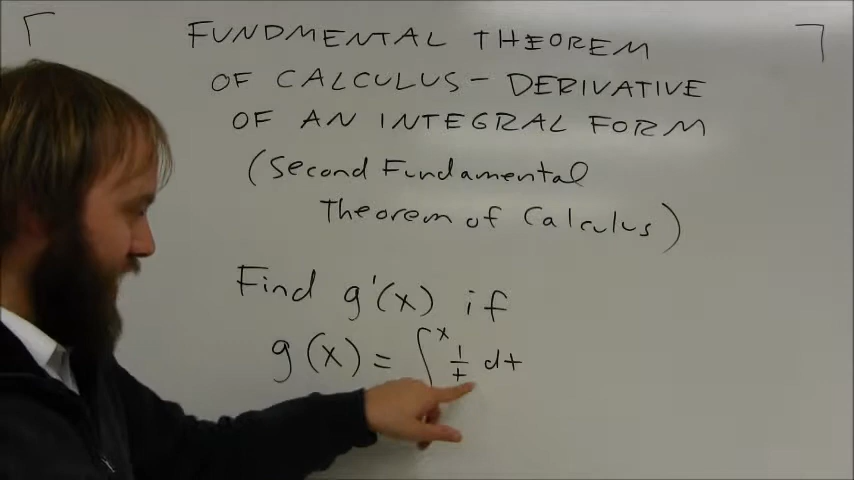 FUNDMENTAL THEOREM
OF CALCULUS - DERIVATIVE
OF AN INTEGRAL FORM
(Second Fundamental
Theorem of Calculus)
Find g'(x) if
g(x) = ∫ˣ 1/t dt